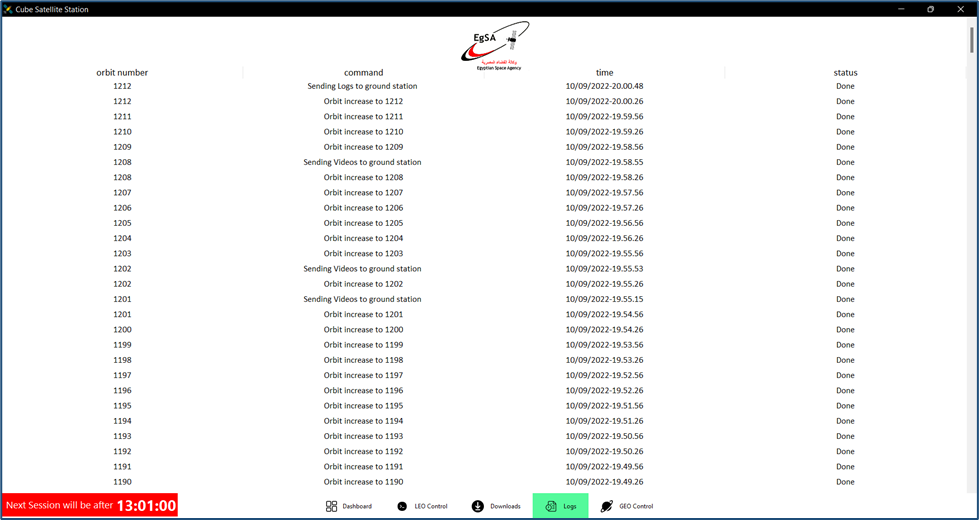 Cube Satellite Station
EgSA
وكالة الفضاء المصرية
Egyptian Space Agency
orbit number command time status
1212 Sending Logs to ground station 10/09/2022-20.00.48 Done
1212 Orbit increase to 1212 10/09/2022-20.00.26 Done
1211 Orbit increase to 1211 10/09/2022-19.59.56 Done
1210 Orbit increase to 1210 10/09/2022-19.59.26 Done
1209 Orbit increase to 1209 10/09/2022-19.58.56 Done
1208 Sending Videos to ground station 10/09/2022-19.58.55 Done
1208 Orbit increase to 1208 10/09/2022-19.58.26 Done
1207 Orbit increase to 1207 10/09/2022-19.57.56 Done
1206 Orbit increase to 1206 10/09/2022-19.57.26 Done
1205 Orbit increase to 1205 10/09/2022-19.56.56 Done
1204 Orbit increase to 1204 10/09/2022-19.56.26 Done
1203 Orbit increase to 1203 10/09/2022-19.55.56 Done
1202 Sending Videos to ground station 10/09/2022-19.55.53 Done
1202 Orbit increase to 1202 10/09/2022-19.55.26 Done
1201 Sending Videos to ground station 10/09/2022-19.55.15 Done
1201 Orbit increase to 1201 10/09/2022-19.54.56 Done
1200 Orbit increase to 1200 10/09/2022-19.54.26 Done
1199 Orbit increase to 1199 10/09/2022-19.53.56 Done
1198 Orbit increase to 1198 10/09/2022-19.53.26 Done
1197 Orbit increase to 1197 10/09/2022-19.52.56 Done
1196 Orbit increase to 1196 10/09/2022-19.52.26 Done
1195 Orbit increase to 1195 10/09/2022-19.51.56 Done
1194 Orbit increase to 1194 10/09/2022-19.51.26 Done
1193 Orbit increase to 1193 10/09/2022-19.50.56 Done
1192 Orbit increase to 1192 10/09/2022-19.50.26 Done
1191 Orbit increase to 1191 10/09/2022-19.49.56 Done
1190 Orbit increase to 1190 10/09/2022-19.49.26 Done
Next Session will be after 13:01:00 Dashboard LEO Control Downloads Logs GEO Control